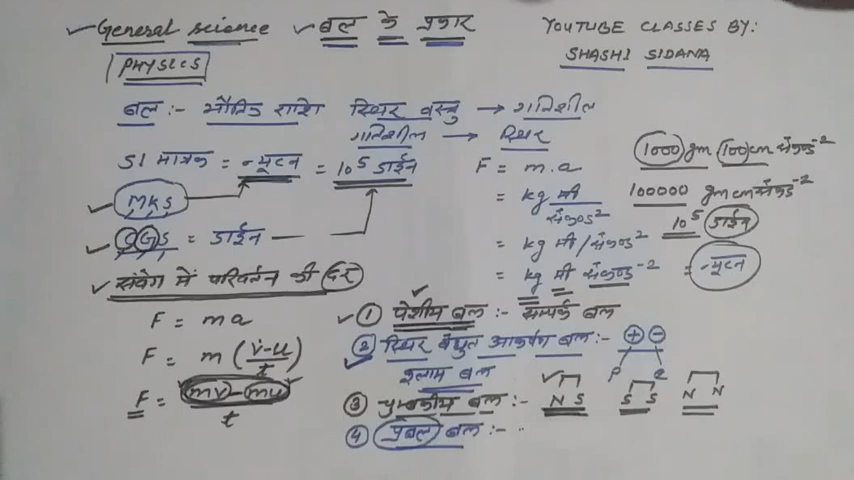 General science बल के प्रकार YOUTUBE CLASSES BY:
SHASHI SIDANA
PHYSICS
बल :- भौतिक राशि स्थिर वस्तु → गतिशील
गतिशील → स्थिर
SI मात्रक = न्यूटन = 10⁵ डाईन
MKS
CGS = डाईन
संवेग में परिवर्तन की दर
F = ma
F = m (v-u/t)
F = mv-mu/t
F = m.a
= kg मी/सैकण्ड²
= kg मी/सैकण्ड²
= kg मी सैकण्ड⁻² = न्यूटन
1000 gm 100 cm सैकण्ड⁻²
100000 gm cm सैकण्ड⁻²
10⁵ डाईन
① पेशीय बल :- सम्पर्क बल
② स्थिर वैद्युत आकर्षण बल :- + -
P e
③ चुम्बकीय बल :- N S S S N N
④ प्रबल बल :-